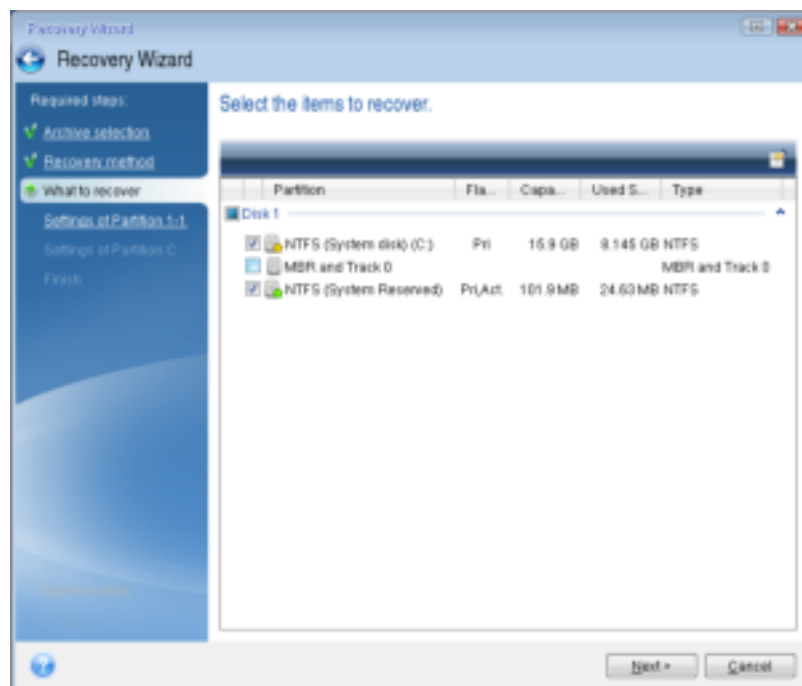 Recovery Wizard
Recovery Wizard
Required steps:
Archive selection
Recovery method
What to recover
Settings of Partition 1-1
Settings of Partition C
Finish
Select the items to recover.
Partition Fla... Capa... Used S... Type
Disk 1
NTFS (System disk) (C:) Pri 15.9 GB 8.145 GB NTFS
MBR and Track 0 MBR and Track 0
NTFS (System Reserved) Pri,Act. 101.9 MB 24.63 MB NTFS
Next >
Cancel